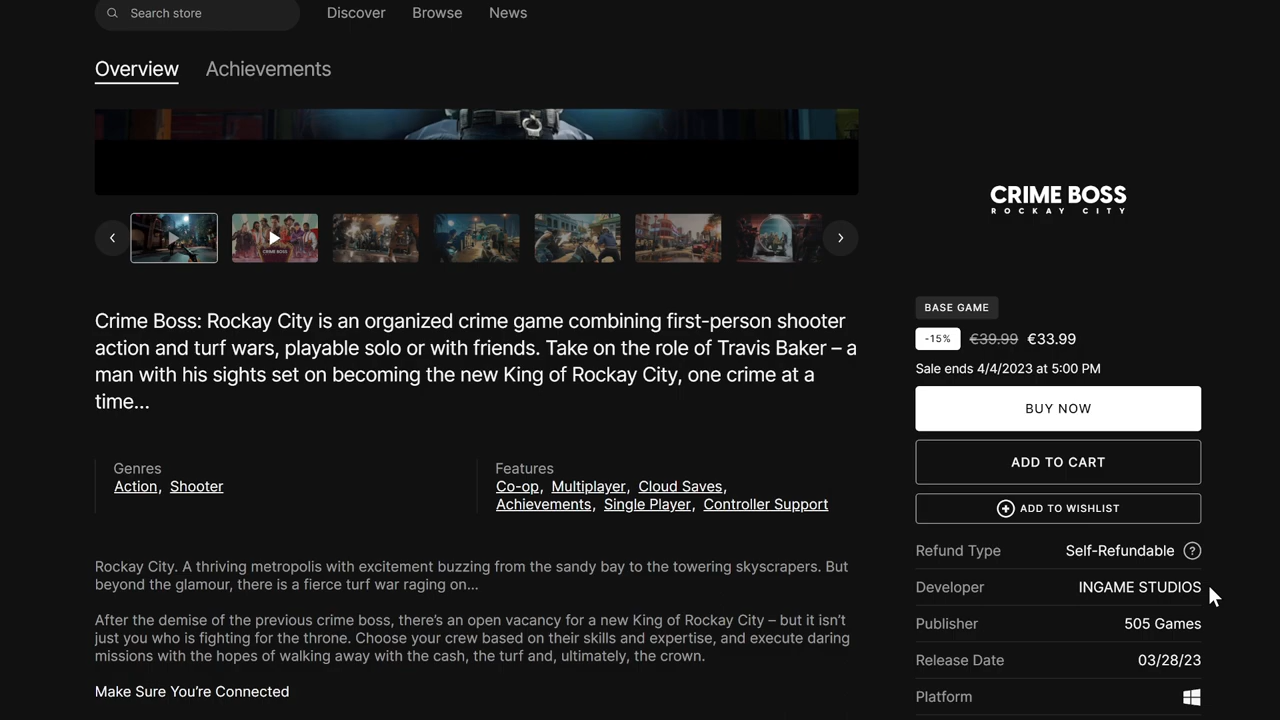 Search store
Discover
Browse
News
Overview
Achievements
CRIME BOSS
CRIME BOSS
ROCKAY CITY
Crime Boss: Rockay City is an organized crime game combining first-person shooter
action and turf wars, playable solo or with friends. Take on the role of Travis Baker – a
man with his sights set on becoming the new King of Rockay City, one crime at a
time...
Genres
Action, Shooter
Features
Co-op, Multiplayer, Cloud Saves,
Achievements, Single Player, Controller Support
Rockay City. A thriving metropolis with excitement buzzing from the sandy bay to the towering skyscrapers. But
beyond the glamour, there is a fierce turf war raging on...
After the demise of the previous crime boss, there's an open vacancy for a new King of Rockay City – but it isn't
just you who is fighting for the throne. Choose your crew based on their skills and expertise, and execute daring
missions with the hopes of walking away with the cash, the turf and, ultimately, the crown.
Make Sure You're Connected
BASE GAME
-15% €39.99 €33.99
Sale ends 4/4/2023 at 5:00 PM
BUY NOW
ADD TO CART
ADD TO WISHLIST
Refund Type Self-Refundable ?
Developer INGAME STUDIOS
Publisher 505 Games
Release Date 03/28/23
Platform